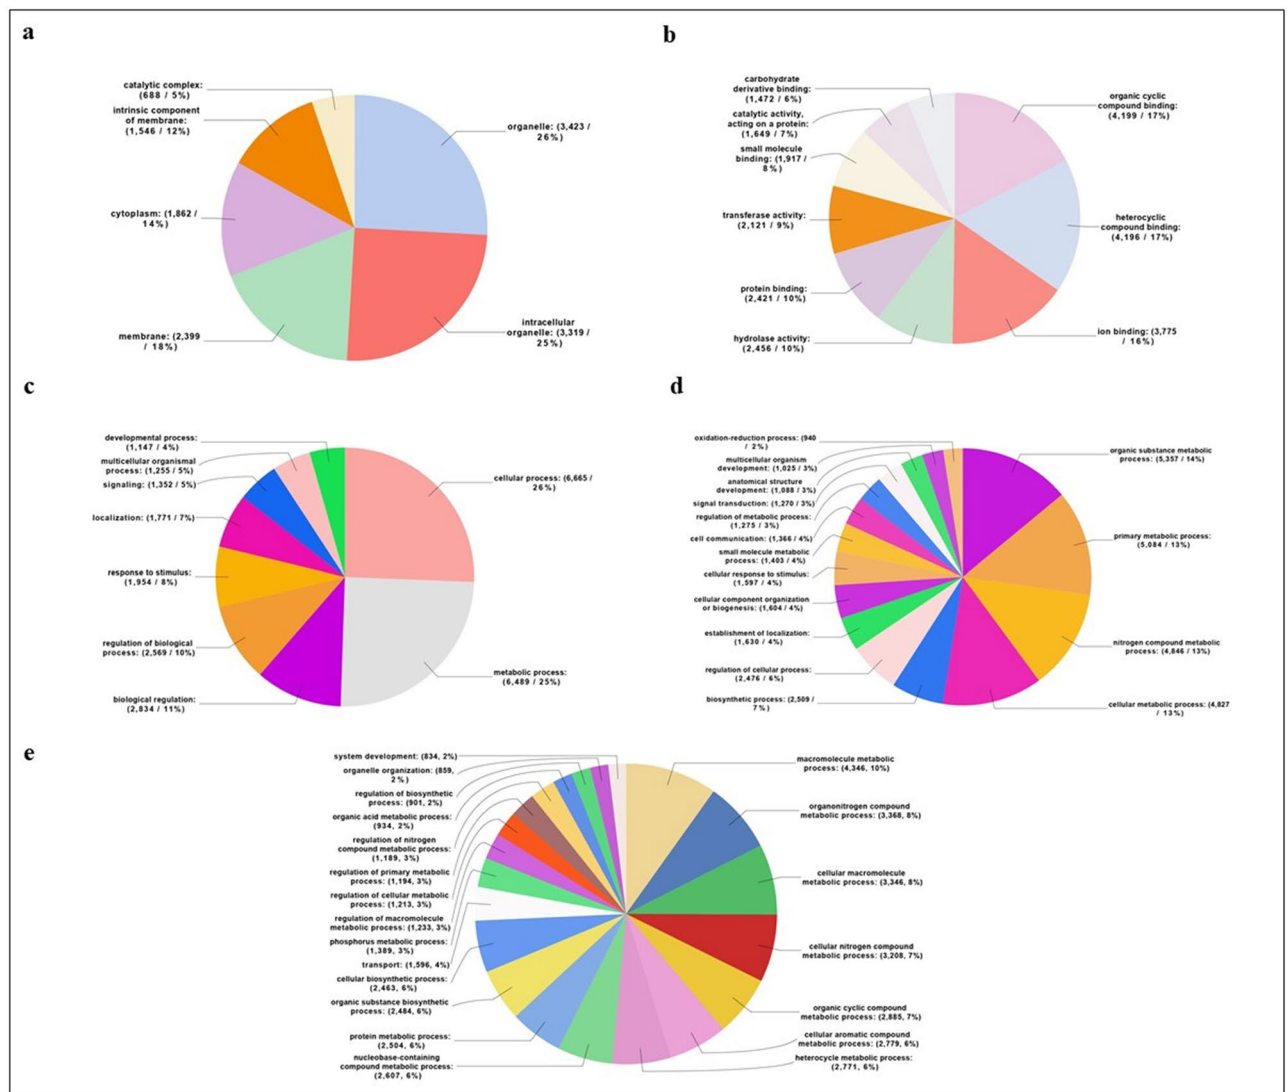 a
catalytic complex:
(688 / 5%)
intrinsic component
of membrane:
(1,546 / 12%)
cytoplasm: (1,862 /
14%)
membrane: (2,399
/ 18%)
organelle: (3,423 /
26%)
intracellular
organelle: (3,319 /
25%)
b
carbohydrate
derivative binding:
(1,472 / 6%)
catalytic activity,
acting on a protein:
(1,649 / 7%)
small molecule
binding: (1,917 /
8%)
transferase activity:
(2,121 / 9%)
protein binding:
(2,421 / 10%)
hydrolase activity:
(2,456 / 10%)
organic cyclic
compound binding:
(4,199 / 17%)
heterocyclic
compound binding:
(4,196 / 17%)
ion binding: (3,775
/ 16%)
c
developmental process:
(1,147 / 4%)
multicellular organismal
process: (1,255 / 5%)
signaling: (1,352 / 5%)
localization: (1,771 / 7%)
response to stimulus:
(1,954 / 8%)
regulation of biological
process: (2,569 / 10%)
biological regulation:
(2,834 / 11%)
cellular process: (6,665 /
26%)
metabolic process:
(6,489 / 25%)
d
oxidation-reduction process: (940
/ 2%)
multicellular organism
development: (1,025 / 3%)
anatomical structure
development: (1,088 / 3%)
signal transduction: (1,270 / 3%)
regulation of metabolic process:
(1,275 / 3%)
cell communication: (1,366 / 4%)
small molecule metabolic
process: (1,403 / 4%)
cellular response to stimulus:
(1,597 / 4%)
cellular component organization
or biogenesis: (1,604 / 4%)
establishment of localization:
(1,630 / 4%)
regulation of cellular process:
(2,476 / 6%)
biosynthetic process: (2,509 /
7%)
organic substance metabolic
process: (5,357 / 14%)
primary metabolic process:
(5,084 / 13%)
nitrogen compound metabolic
process: (4,846 / 13%)
cellular metabolic process: (4,827
/ 13%)
e
system development: (834, 2%)
organelle organization: (859,
2%)
regulation of biosynthetic
process: (901, 2%)
organic acid metabolic process:
(934, 2%)
regulation of nitrogen
compound metabolic process:
(1,189, 3%)
regulation of primary metabolic
process: (1,194, 3%)
regulation of cellular metabolic
process: (1,213, 3%)
regulation of macromolecule
metabolic process: (1,233, 3%)
phosphorus metabolic process:
(1,389, 3%)
transport: (1,596, 4%)
cellular biosynthetic process:
(2,463, 6%)
organic substance biosynthetic
process: (2,484, 6%)
protein metabolic process:
(2,504, 6%)
nucleobase-containing
compound metabolic process:
(2,607, 6%)
macromolecule metabolic
process: (4,346, 10%)
organonitrogen compound
metabolic process: (3,368, 8%)
cellular macromolecule
metabolic process: (3,346, 8%)
cellular nitrogen compound
metabolic process: (3,208, 7%)
organic cyclic compound
metabolic process: (2,885, 7%)
cellular aromatic compound
metabolic process: (2,779, 6%)
heterocycle metabolic process:
(2,771, 6%)